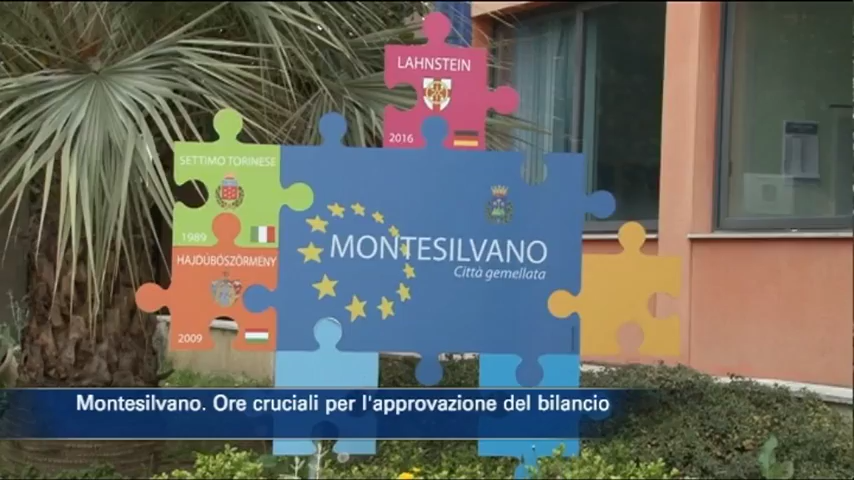 LAHNSTEIN
2016
SETTIMO TORINESE
1989
HAJDÚBÖSZÖRMÉNY
2009
MONTESILVANO
Città gemellata
Montesilvano. Ore cruciali per l'approvazione del bilancio